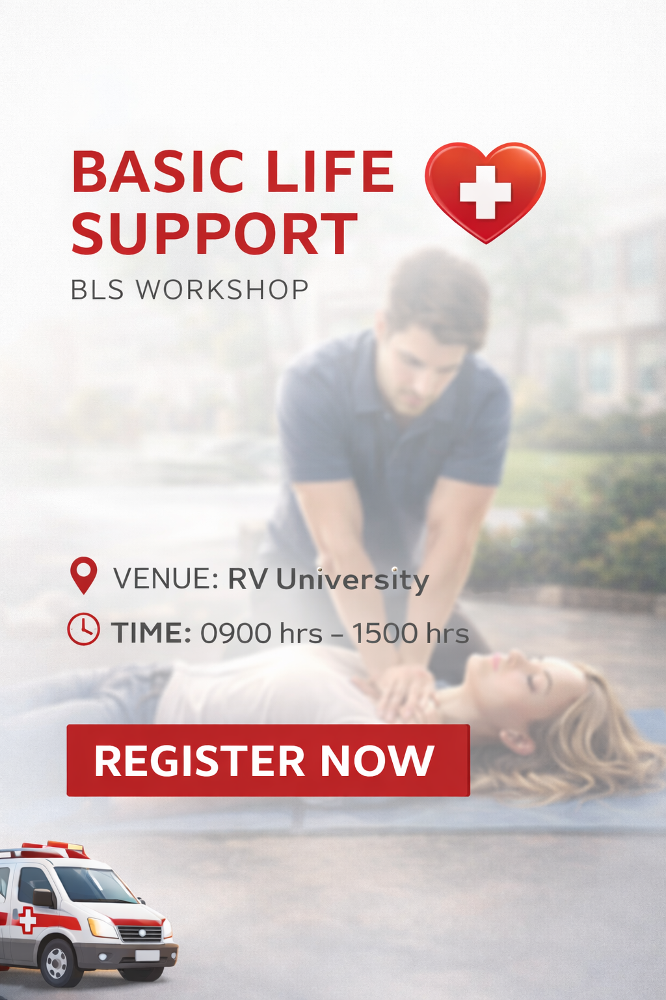 BASIC LIFE
SUPPORT
BLS WORKSHOP
VENUE: RV University
TIME: 0900 hrs – 1500 hrs
REGISTER NOW